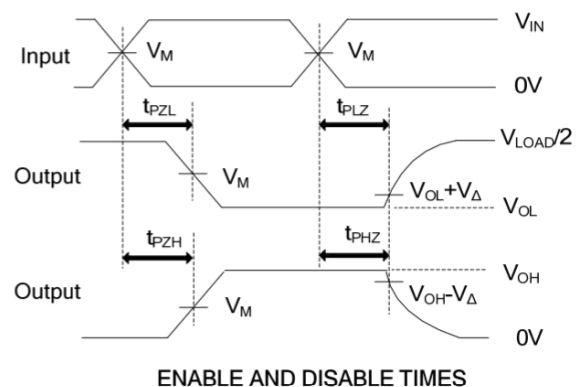 V_IN
Input V_M V_M
0V
t_PZL t_PLZ
V_LOAD/2
Output V_M V_OL+V_Δ
V_OL
t_PZH t_PHZ
V_OH
Output V_M V_OH-V_Δ
0V
ENABLE AND DISABLE TIMES